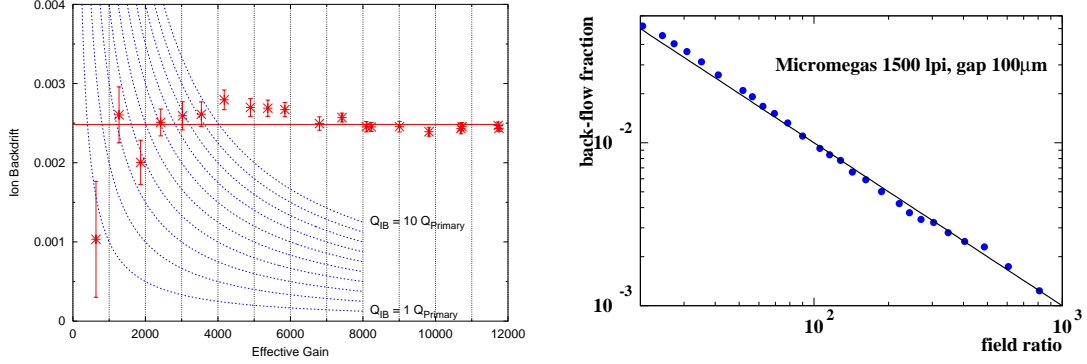 0.004
0.003
0.002
0.001
0
Ion Backdrift
Q_IB = 10 Q_Primary
Q_IB = 1 Q_Primary
0 2000 4000 6000 8000 10000 12000
Effective Gain
back-flow fraction
Micromegas 1500 lpi, gap 100μm
10^-2
10^-3
10^2 10^3
field ratio